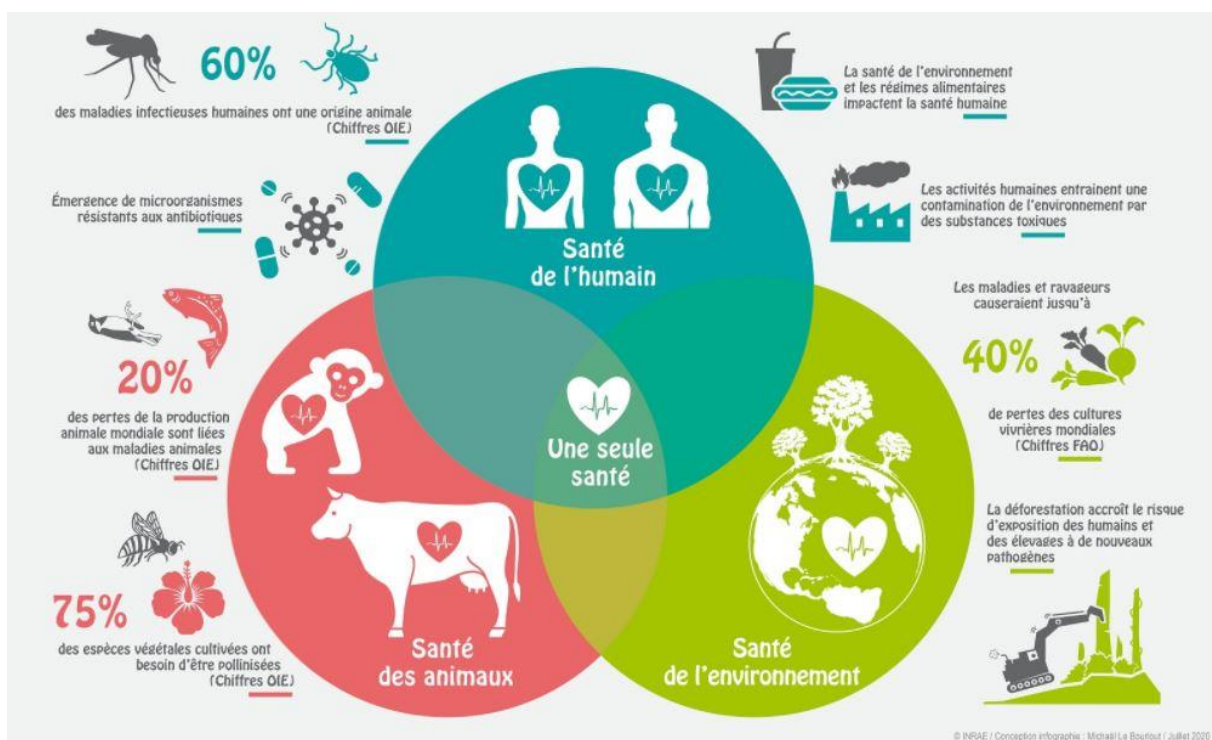 60%
des maladies infectieuses humaines ont une origine animale
(Chiffres OIE)
Émergence de microorganismes
résistants aux antibiotiques
20%
des pertes de la production
animale mondiale sont liées
aux maladies animales
(Chiffres OIE)
75%
des espèces végétales cultivées ont
besoin d'être pollinisées
(Chiffres OIE)
Santé
de l'humain
Une seule
santé
Santé
des animaux
Santé
de l'environnement
La santé de l'environnement
et les régimes alimentaires
impactent la santé humaine
Les activités humaines entrainent une
contamination de l'environnement par
des substances toxiques
Les maladies et ravageurs
causeraient jusqu'à
40%
de pertes des cultures
vivrières mondiales
(Chiffres FAO)
La déforestation accroît le risque
d'exposition des humains et
des élevages à de nouveaux
pathogènes
© INRAE / Conception infographie : Michaël Le Bourlout / Juillet 2020